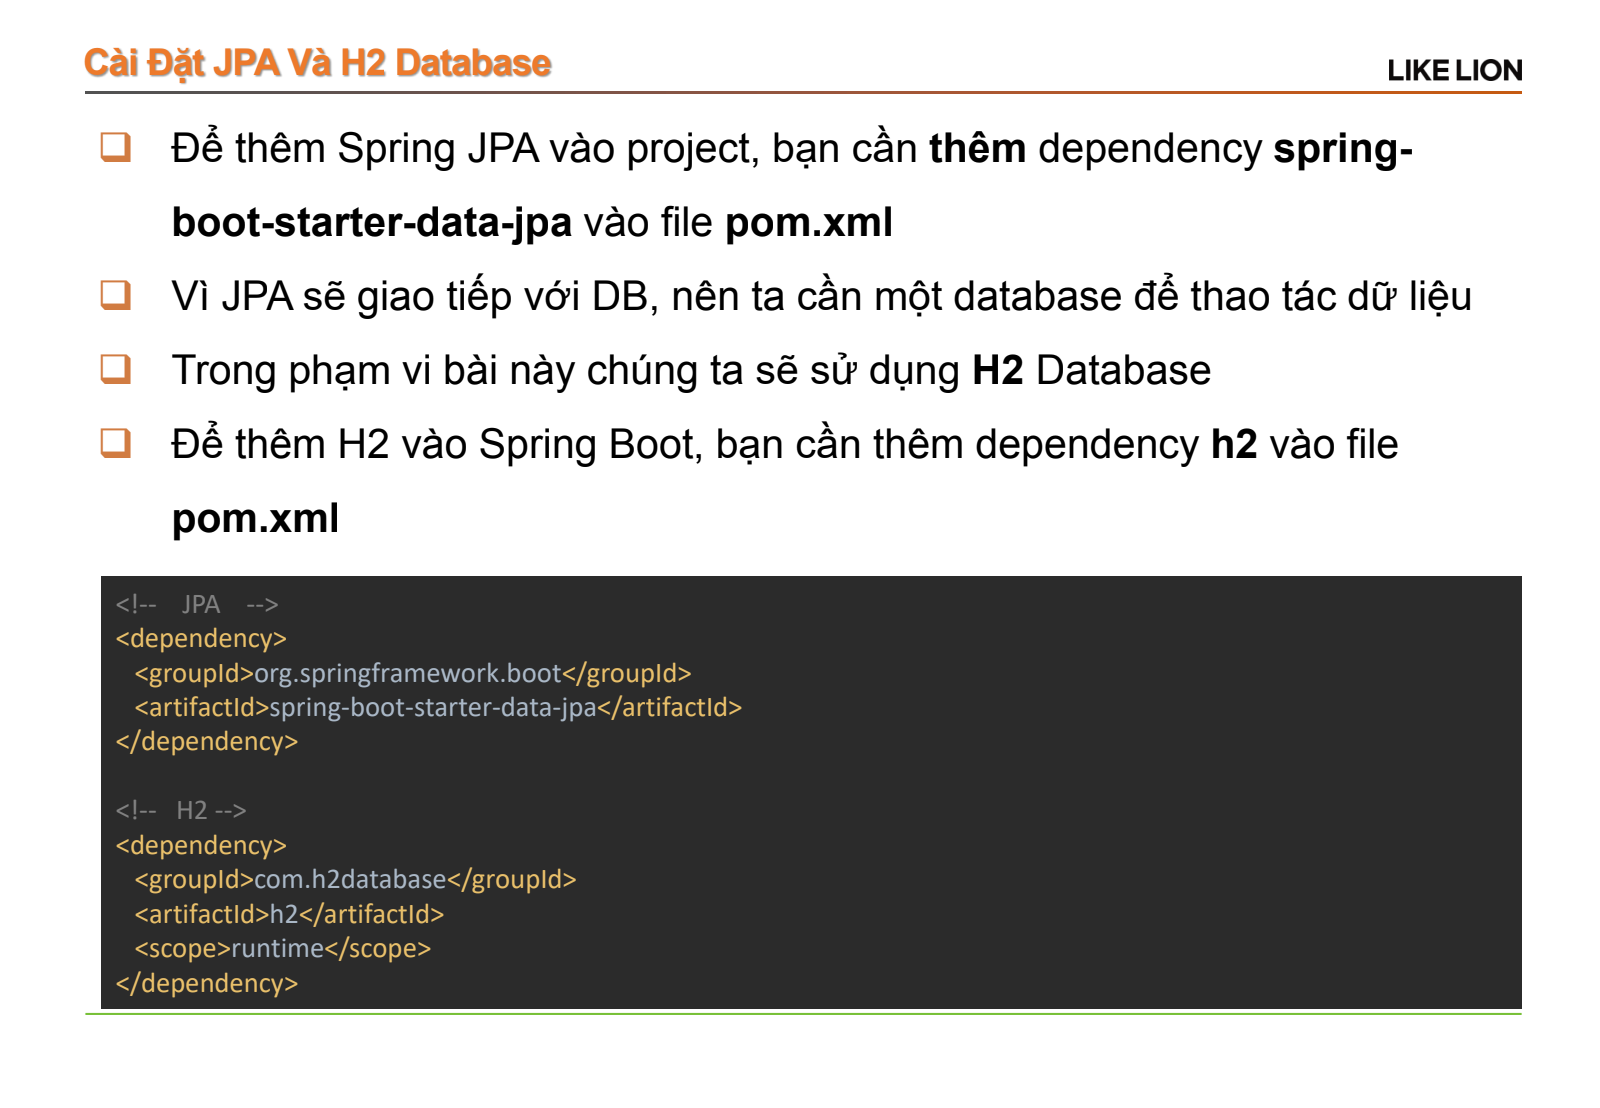 Cài Đặt JPA Và H2 Database
LIKE LION
Để thêm Spring JPA vào project, bạn cần thêm dependency spring-
boot-starter-data-jpa vào file pom.xml
Vì JPA sẽ giao tiếp với DB, nên ta cần một database để thao tác dữ liệu
Trong phạm vi bài này chúng ta sẽ sử dụng H2 Database
Để thêm H2 vào Spring Boot, bạn cần thêm dependency h2 vào file
pom.xml
<!-- JPA -->
<dependency>
<groupId>org.springframework.boot</groupId>
<artifactId>spring-boot-starter-data-jpa</artifactId>
</dependency>
<!-- H2 -->
<dependency>
<groupId>com.h2database</groupId>
<artifactId>h2</artifactId>
<scope>runtime</scope>
</dependency>